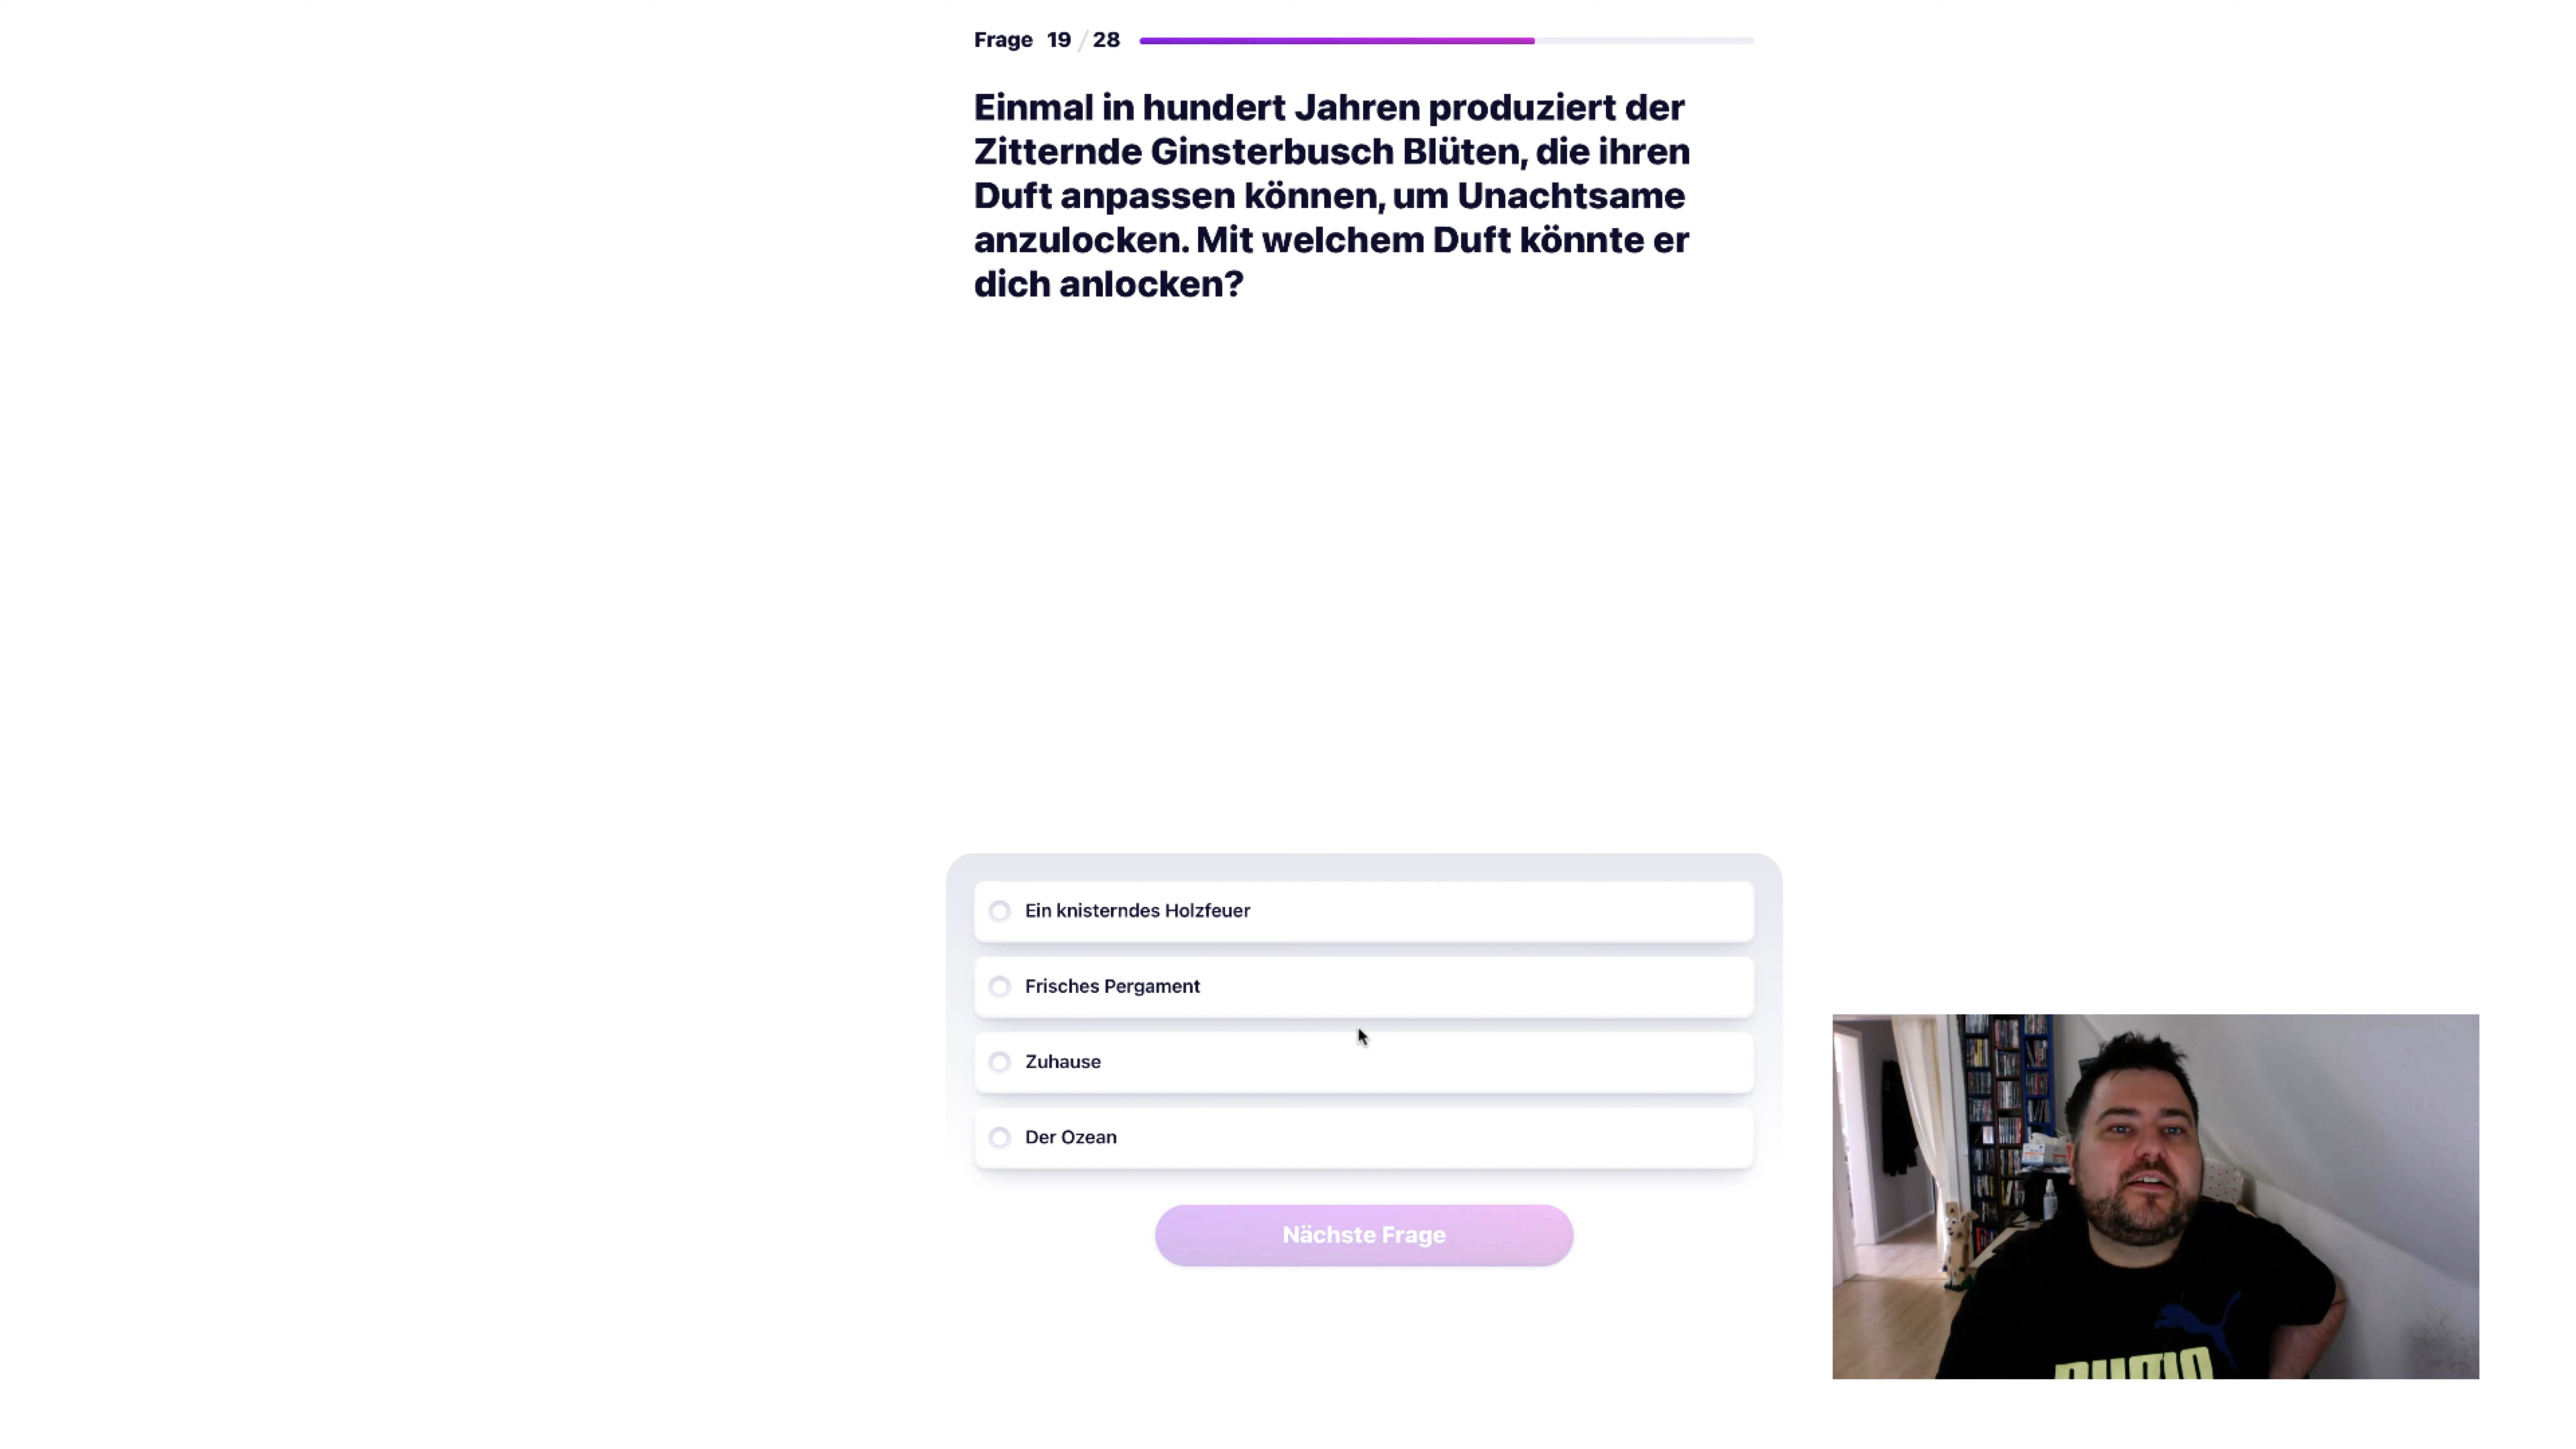 Frage 19 / 28
Einmal in hundert Jahren produziert der
Zitternde Ginsterbusch Blüten, die ihren
Duft anpassen können, um Unachtsame
anzulocken. Mit welchem Duft könnte er
dich anlocken?
Ein knisterndes Holzfeuer
Frisches Pergament
Zuhause
Der Ozean
Nächste Frage